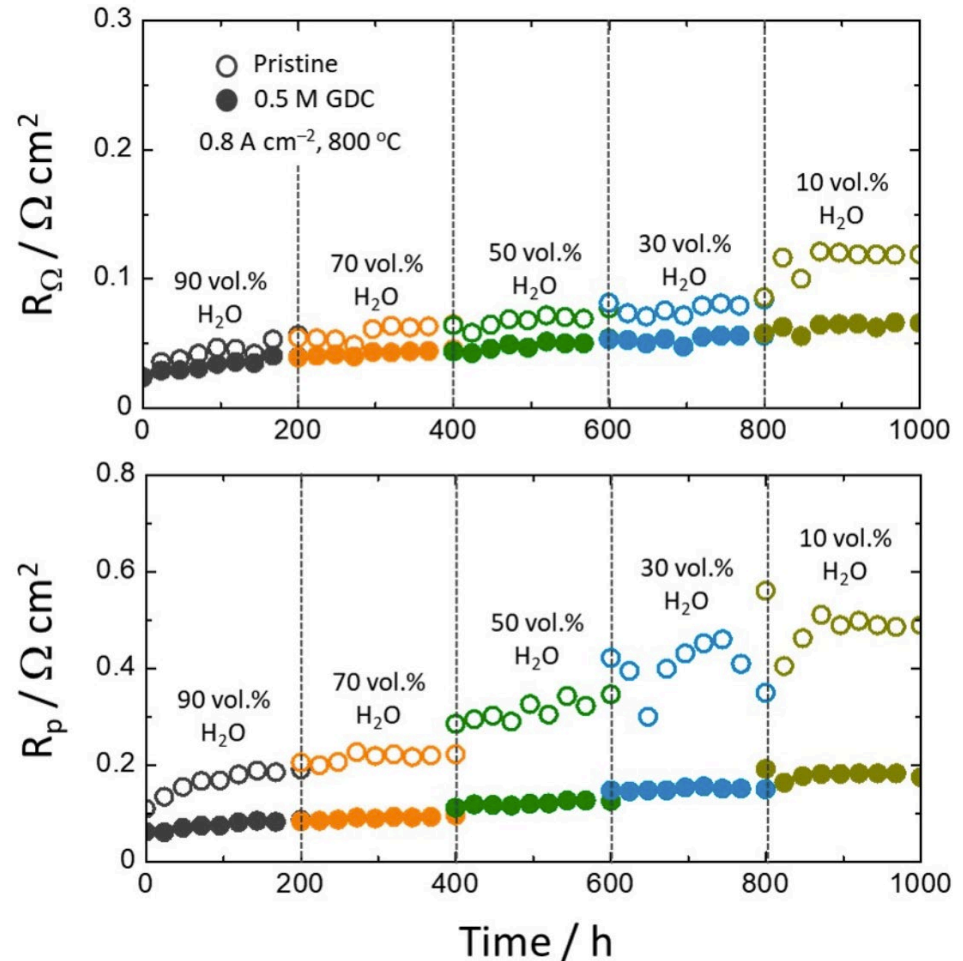 0.3
Pristine
0.5 M GDC
0.8 A cm⁻², 800 °C
0.2
R_Ω / Ω cm²
10 vol.%
H₂O
90 vol.%
H₂O
70 vol.%
H₂O
50 vol.%
H₂O
30 vol.%
H₂O
0.1
0
0 200 400 600 800 1000
0.8
R_p / Ω cm²
0.6
90 vol.%
H₂O
70 vol.%
H₂O
50 vol.%
H₂O
30 vol.%
H₂O
10 vol.%
H₂O
0.4
0.2
0
0 200 400 600 800 1000
Time / h